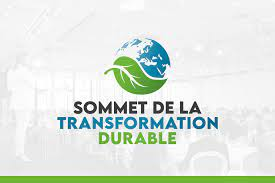 SOMMET DE LA
TRANSFORMATION
DURABLE